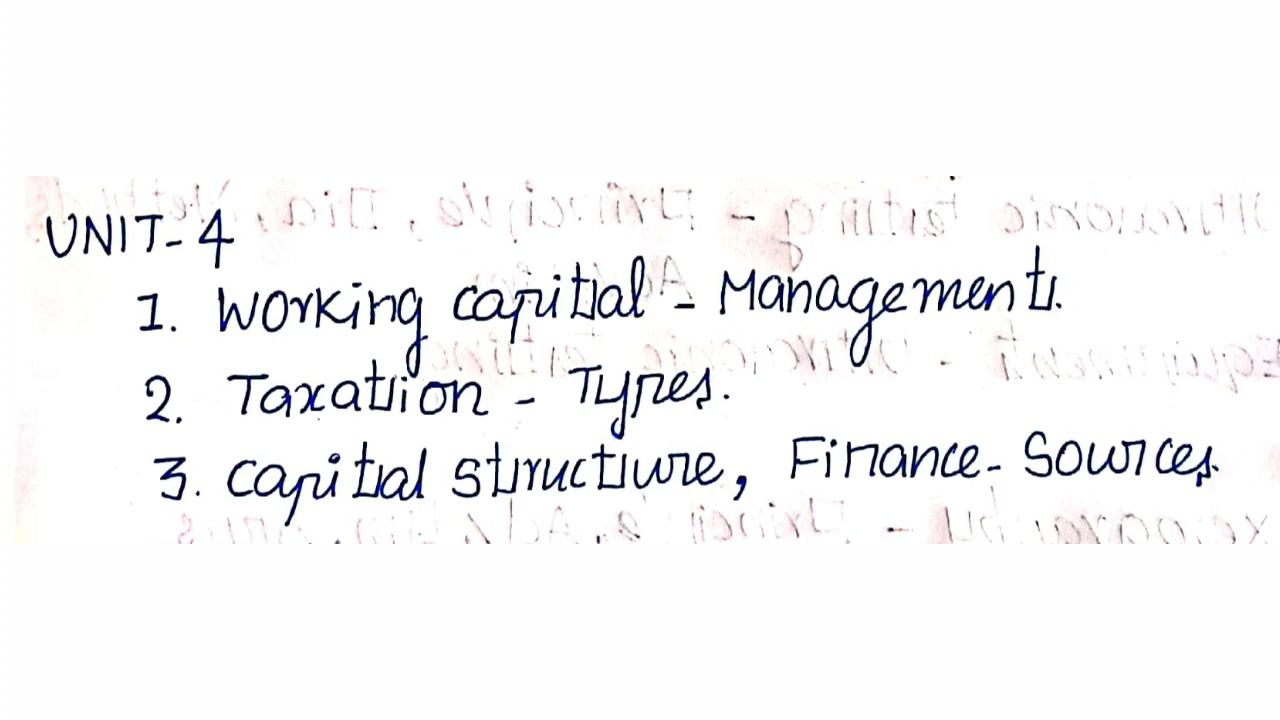 UNIT-4
1. Working capital - Management.
2. Taxation - Types.
3. Capital structure, Finance - Sources.